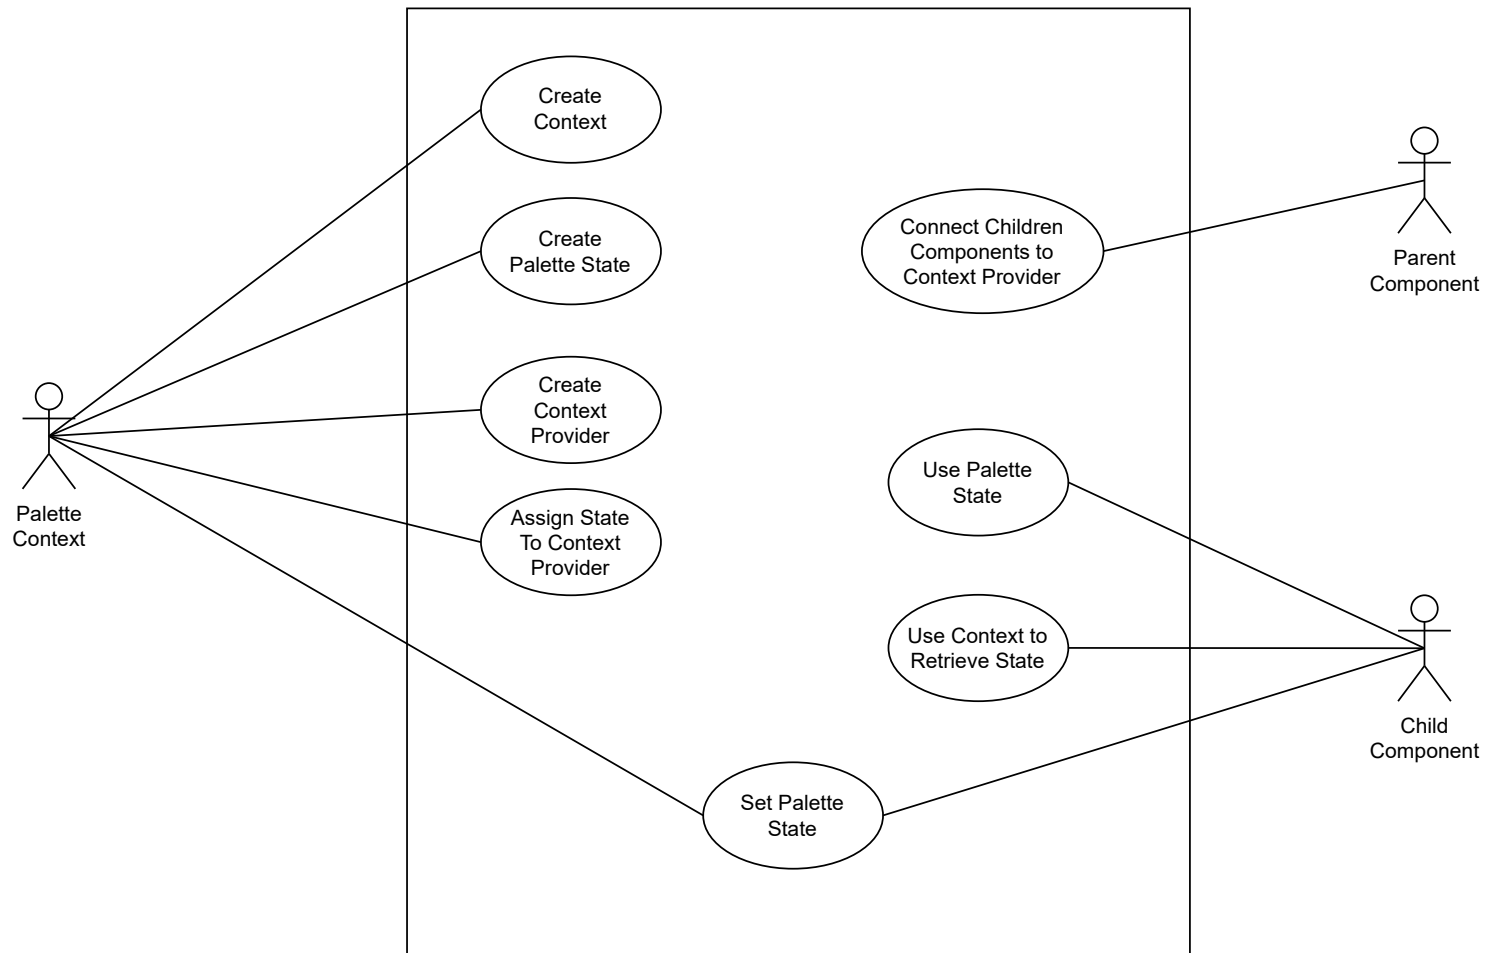 Create
Context
Create
Palette State
Create
Context
Provider
Assign State
To Context
Provider
Connect Children
Components to
Context Provider
Use Palette
State
Use Context to
Retrieve State
Set Palette
State
Palette
Context
Parent
Component
Child
Component